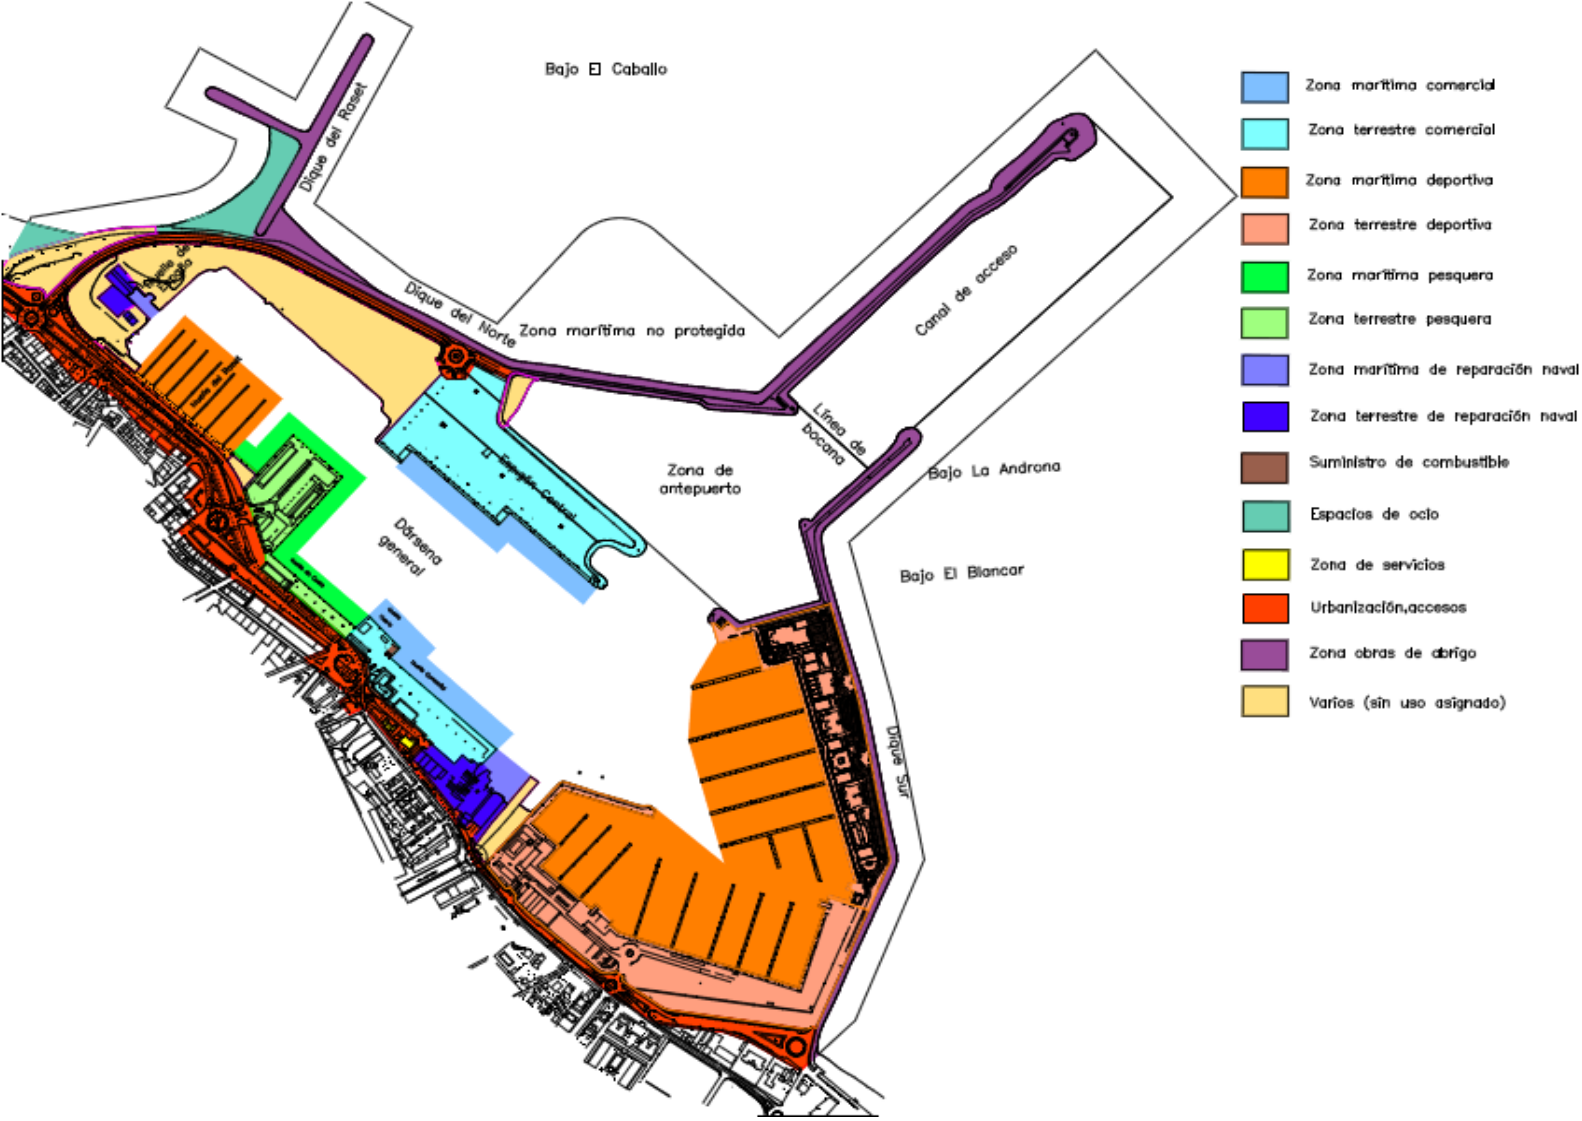 Bajo El Caballo
Dique del Raset
Dique del Norte
Zona marítima no protegida
Canal de acceso
Línea de
bocana
Zona de
antepuerto
Bajo La Androna
Bajo El Blancar
Dársena
general
Dique Sur
Zona marítima comercial
Zona terrestre comercial
Zona marítima deportiva
Zona terrestre deportiva
Zona marítima pesquera
Zona terrestre pesquera
Zona marítima de reparación naval
Zona terrestre de reparación naval
Suministro de combustible
Espacios de ocio
Zona de servicios
Urbanización,accesos
Zona obras de abrigo
Varios (sin uso asignado)